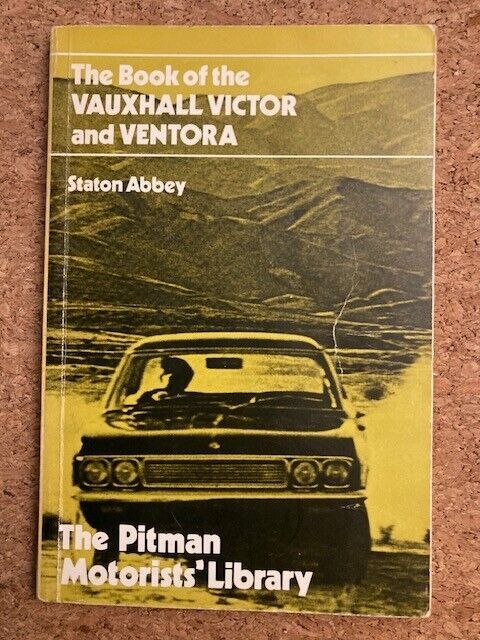 The Book of the
VAUXHALL VICTOR
and VENTORA
Staton Abbey
The Pitman
Motorists' Library